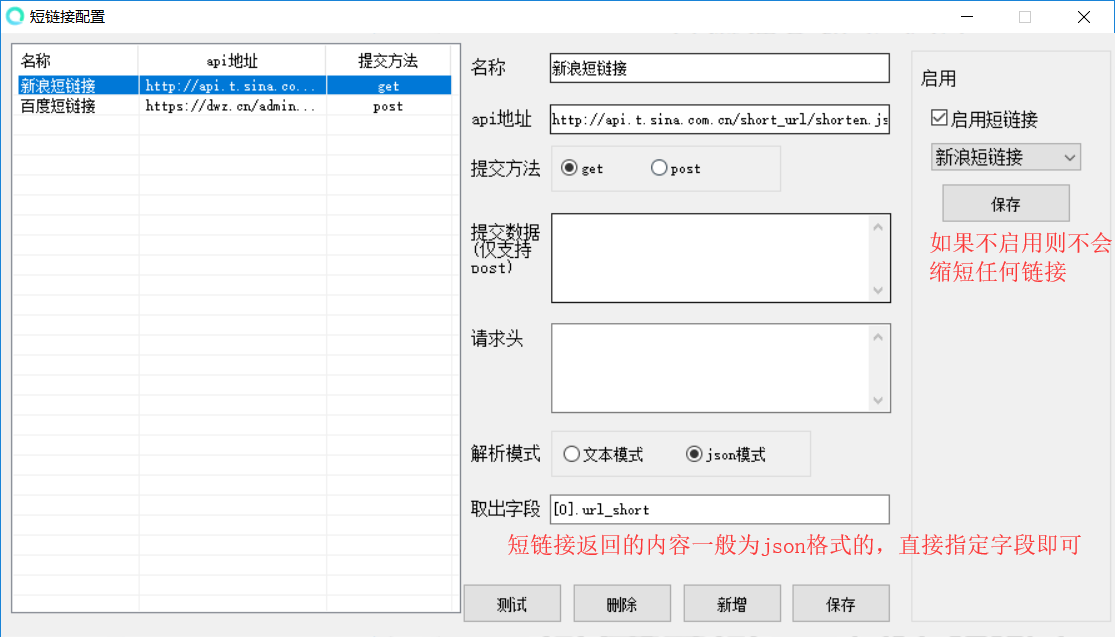 短链接配置
名称 api地址 提交方法
新浪短链接 http://api.t.sina.co... get
百度短链接 https://dwz.cn/admin... post
名称 新浪短链接
api地址 http://api.t.sina.com.cn/short_url/shorten.js
提交方法 get post
提交数据
(仅支持
post)
请求头
解析模式 文本模式 json模式
取出字段 [0].url_short
短链接返回的内容一般为json格式的，直接指定字段即可
测试 删除 新增 保存
启用
启用短链接
新浪短链接
保存
如果不启用则不会
缩短任何链接